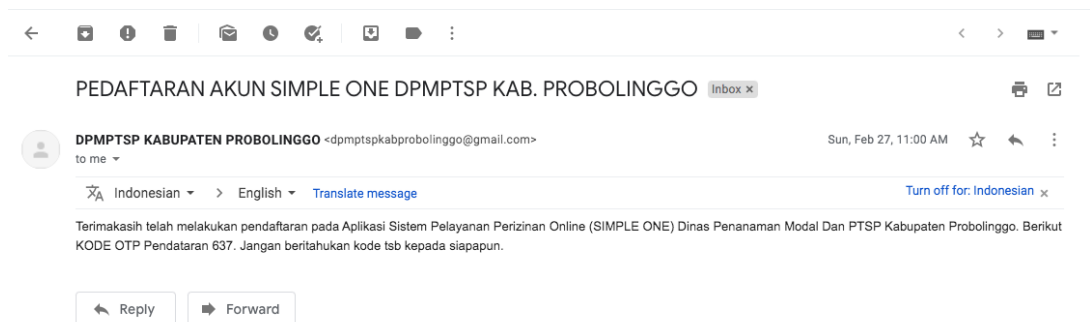 PEDAFTARAN AKUN SIMPLE ONE DPMPTSP KAB. PROBOLINGGO Inbox ×
DPMPTSP KABUPATEN PROBOLINGGO <dpmptspkabprobolinggo@gmail.com> Sun, Feb 27, 11:00 AM
to me
Indonesian > English Translate message Turn off for: Indonesian ×
Terimakasih telah melakukan pendaftaran pada Aplikasi Sistem Pelayanan Perizinan Online (SIMPLE ONE) Dinas Penanaman Modal Dan PTSP Kabupaten Probolinggo. Berikut
KODE OTP Pendataran 637. Jangan beritahukan kode tsb kepada siapapun.
Reply Forward